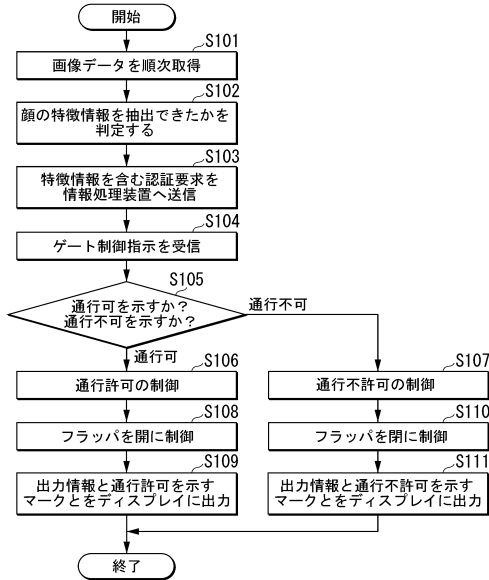 開始
S101
画像データを順次取得
S102
顔の特徴情報を抽出できたかを
判定する
S103
特徴情報を含む認証要求を
情報処理装置へ送信
S104
ゲート制御指示を受信
S105
通行可を示すか？
通行不可を示すか？
通行不可
通行可
S106
通行許可の制御
S107
通行不許可の制御
S108
フラッパを開に制御
S110
フラッパを閉に制御
S109
出力情報と通行許可を示す
マークとをディスプレイに出力
S111
出力情報と通行不許可を示す
マークとをディスプレイに出力
終了